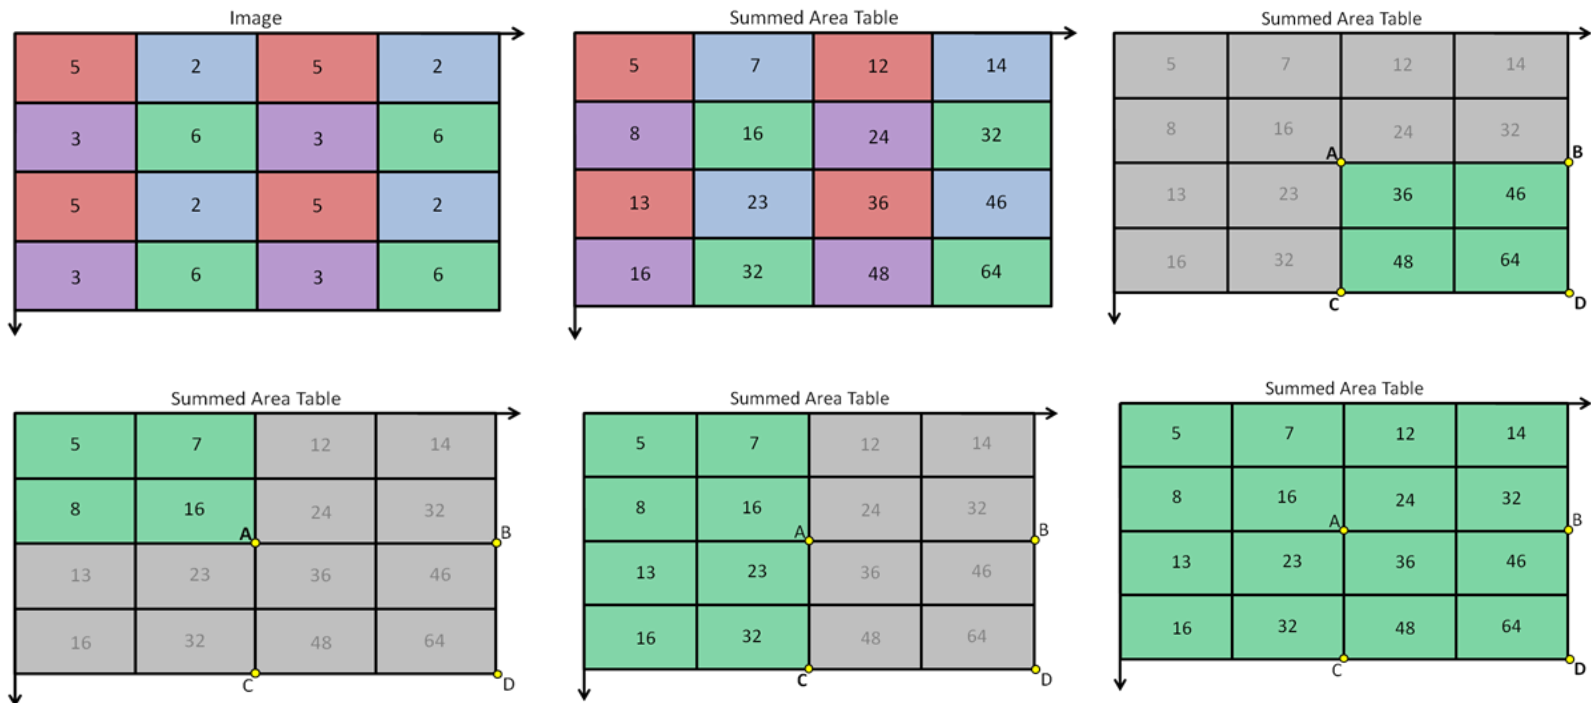 Image
5 2 5 2
3 6 3 6
5 2 5 2
3 6 3 6
Summed Area Table
5 7 12 14
8 16 24 32
13 23 36 46
16 32 48 64
Summed Area Table
5 7 12 14
8 16 24 32
A B
13 23 36 46
16 32 48 64
C D
Summed Area Table
5 7 12 14
8 16 24 32
A B
13 23 36 46
16 32 48 64
C D
Summed Area Table
5 7 12 14
8 16 24 32
A B
13 23 36 46
16 32 48 64
C D
Summed Area Table
5 7 12 14
8 16 24 32
A B
13 23 36 46
16 32 48 64
C D